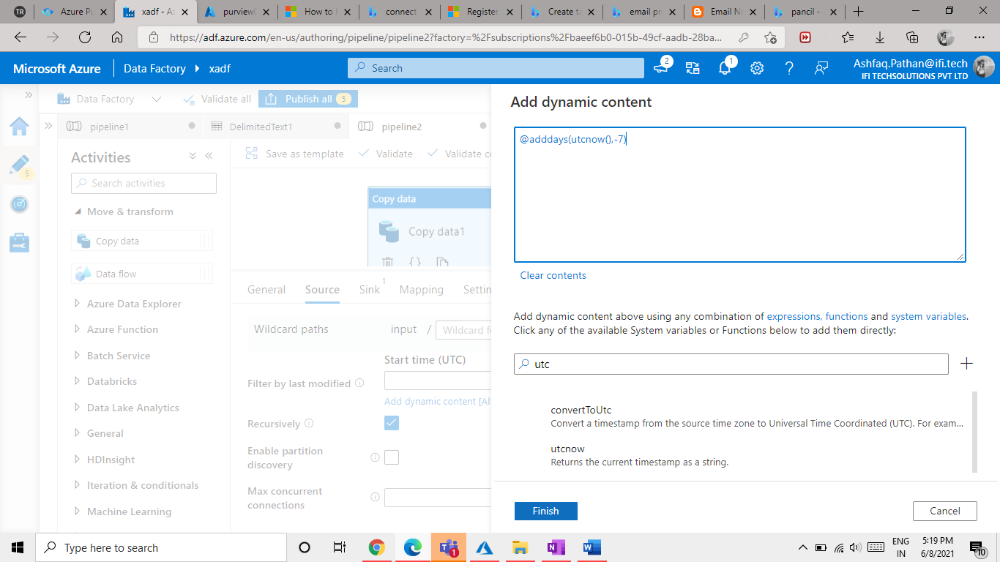 TR
Azure Pu
xadf - Az
purview
How to
connect
Register
Create ta
email pr
Email No
pancil -
https://adf.azure.com/en-us/authoring/pipeline/pipeline2?factory=%2Fsubscriptions%2Fbaeef6b0-015b-49cf-aadb-28ba...
Microsoft Azure
Data Factory
xadf
Search
2
1
Ashfaq.Pathan@ifi.tech
IFI TECHSOLUTIONS PVT LTD
Data Factory
Validate all
Publish all
5
pipeline1
DelimitedText1
pipeline2
Activities
Save as template
Validate
Validate co
Search activities
5
Move & transform
Copy data
Data flow
Azure Data Explorer
Azure Function
Batch Service
Databricks
Data Lake Analytics
General
HDInsight
Iteration & conditionals
Machine Learning
Copy data
Copy data1
General
Source
Sink
1
Mapping
Settin
Wildcard paths
input
/
Wildcard fo
Start time (UTC)
Filter by last modified
Add dynamic content [Al
Recursively
Enable partition
discovery
Max concurrent
connections
Add dynamic content
@adddays(utcnow(),-7)
Clear contents
Add dynamic content above using any combination of expressions, functions and system variables.
Click any of the available System variables or Functions below to add them directly:
utc
convertToUtc
Convert a timestamp from the source time zone to Universal Time Coordinated (UTC). For exam...
utcnow
Returns the current timestamp as a string.
Finish
Cancel
Type here to search
1
ENG
IN
5:19 PM
6/8/2021
10